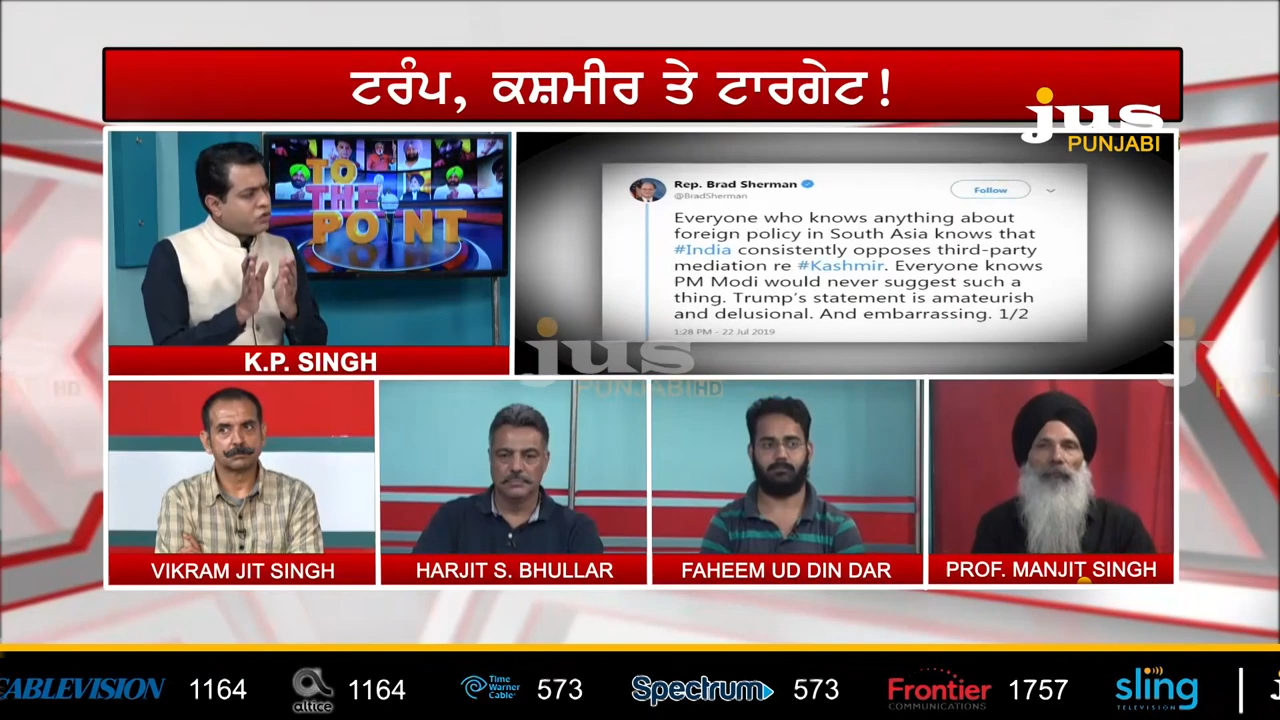 ਟਰੰਪ, ਕਸ਼ਮੀਰ ਤੇ ਟਾਰਗੇਟ!
jus
PUNJABI
TO
THE
POINT
K.P. SINGH
Rep. Brad Sherman
@BradSherman
Follow
Everyone who knows anything about
foreign policy in South Asia knows that
#India consistently opposes third-party
mediation re #Kashmir. Everyone knows
PM Modi would never suggest such a
thing. Trump's statement is amateurish
and delusional. And embarrassing. 1/2
1:28 PM - 22 Jul 2019
jus
PUNJABI HD
HD
VIKRAM JIT SINGH
HARJIT S. BHULLAR
FAHEEM UD DIN DAR
PROF. MANJIT SINGH
CABLEVISION 1164 altice 1164 Time Warner Cable 573 Spectrum 573 Frontier COMMUNICATIONS 1757 sling TELEVISION